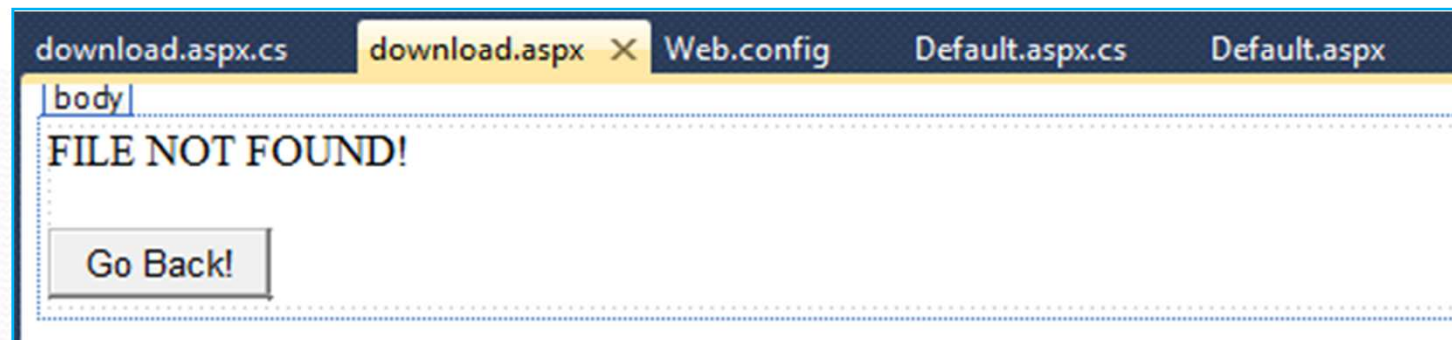 download.aspx.cs download.aspx Web.config Default.aspx.cs Default.aspx
body
FILE NOT FOUND!
Go Back!